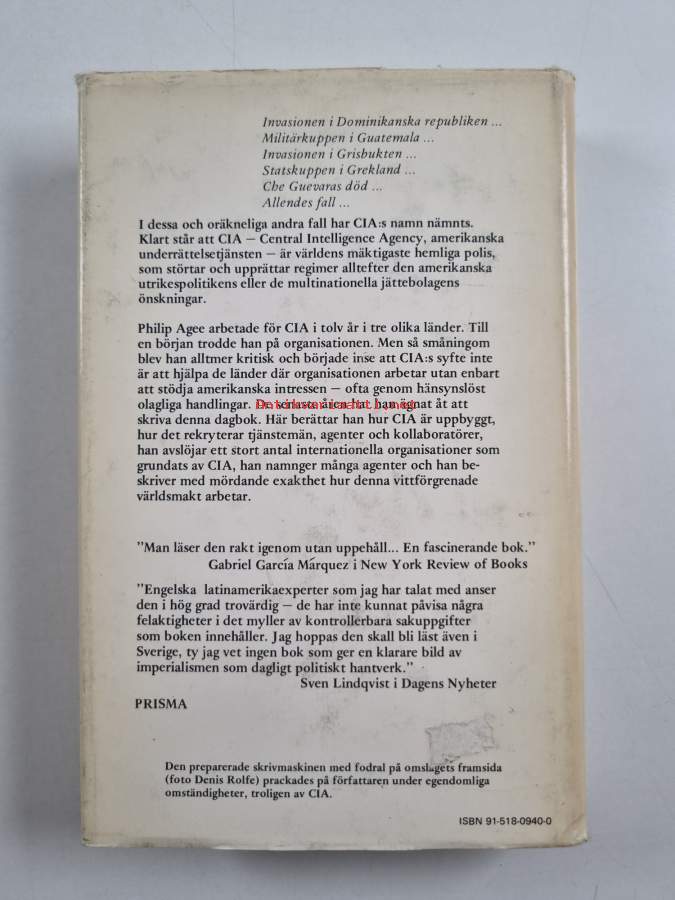 Invasionen i Dominikanska republiken ...
Militärkuppen i Guatemala ...
Invasionen i Grisbukten ...
Statskuppen i Grekland ...
Che Guevaras död ...
Allendes fall ...
I dessa och oräkneliga andra fall har CIA:s namn nämnts.
Klart står att CIA – Central Intelligence Agency, amerikanska
underrättelsetjänsten – är världens mäktigaste hemliga polis,
som störtar och upprättar regimer alltefter den amerikanska
utrikespolitikens eller de multinationella jättebolagens
önskningar.
Philip Agee arbetade för CIA i tolv år i tre olika länder. Till
en början trodde han på organisationen. Men så småningom
blev han alltmer kritisk och började inse att CIA:s syfte inte
är att hjälpa de länder där organisationen arbetar utan enbart
att stödja amerikanska intressen – ofta genom hänsynslöst
olagliga handlingar. De senaste åren har han ägnat åt att
skriva denna dagbok. Här berättar han hur CIA är uppbyggt,
hur det rekryterar tjänstemän, agenter och kollaboratörer,
han avslöjar ett stort antal internationella organisationer som
grundats av CIA, han namnger många agenter och han be-
skriver med mördande exakthet hur denna vittförgrenade
världsmakt arbetar.
"Man läser den rakt igenom utan uppehåll... En fascinerande bok."
Gabriel García Márquez i New York Review of Books
"Engelska latinamerikaexperter som jag har talat med anser
den i hög grad trovärdig – de har inte kunnat påvisa några
felaktigheter i det myller av kontrollerbara sakuppgifter
som boken innehåller. Jag hoppas den skall bli läst även i
Sverige, ty jag vet ingen bok som ger en klarare bild av
imperialismen som dagligt politiskt hantverk."
Sven Lindqvist i Dagens Nyheter
PRISMA
Den preparerade skrivmaskinen med fodral på omslagets framsida
(foto Denis Rolfe) prackades på författaren under egendomliga
omständigheter, troligen av CIA.
ISBN 91-518-0940-0